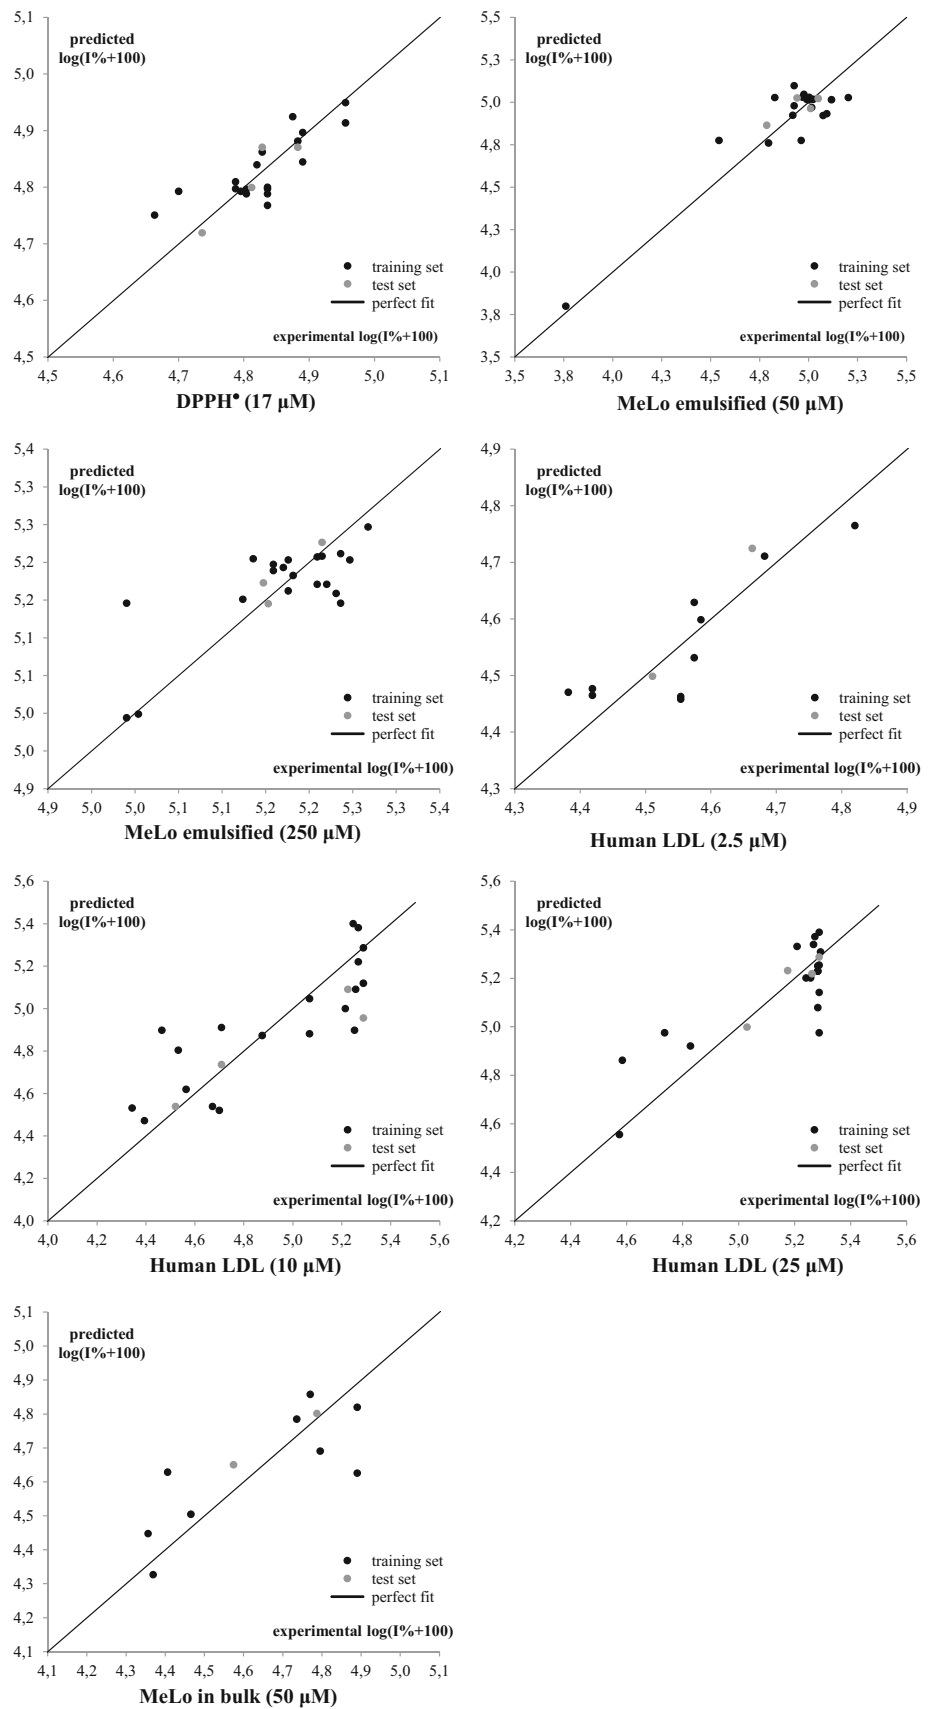 5,1
predicted
log(I%+100)
5,0
4,9
4,8
4,7
training set
test set
4,6
perfect fit
experimental log(I%+100)
4,5
4,5 4,6 4,7 4,8 4,9 5,0 5,1
DPPH• (17 µM)
5,5
predicted
log(I%+100)
5,3
5,0
4,8
4,5
4,3
training set
4,0
test set
perfect fit
3,8
experimental log(I%+100)
3,5
3,5 3,8 4,0 4,3 4,5 4,8 5,0 5,3 5,5
MeLo emulsified (50 µM)
5,4
predicted
log(I%+100)
5,3
5,3
5,2
5,2
5,1
5,1
training set
5,0
test set
perfect fit
5,0
experimental log(I%+100)
4,9
4,9 5,0 5,0 5,1 5,1 5,2 5,2 5,3 5,3 5,4
MeLo emulsified (250 µM)
4,9
predicted
log(I%+100)
4,8
4,7
4,6
4,5
training set
test set
4,4
perfect fit
experimental log(I%+100)
4,3
4,3 4,4 4,5 4,6 4,7 4,8 4,9
Human LDL (2.5 µM)
5,6
predicted
log(I%+100)
5,4
5,2
5,0
4,8
4,6
4,4
training set
test set
perfect fit
4,2
experimental log(I%+100)
4,0
4,0 4,2 4,4 4,6 4,8 5,0 5,2 5,4 5,6
Human LDL (10 µM)
5,6
predicted
log(I%+100)
5,4
5,2
5,0
4,8
4,6
training set
test set
4,4
perfect fit
experimental log(I%+100)
4,2
4,2 4,4 4,6 4,8 5,0 5,2 5,4 5,6
Human LDL (25 µM)
5,1
predicted
log(I%+100)
5,0
4,9
4,8
4,7
4,6
4,5
4,4
training set
test set
4,3
perfect fit
4,2
experimental log(I%+100)
4,1
4,1 4,2 4,3 4,4 4,5 4,6 4,7 4,8 4,9 5,0 5,1
MeLo in bulk (50 µM)